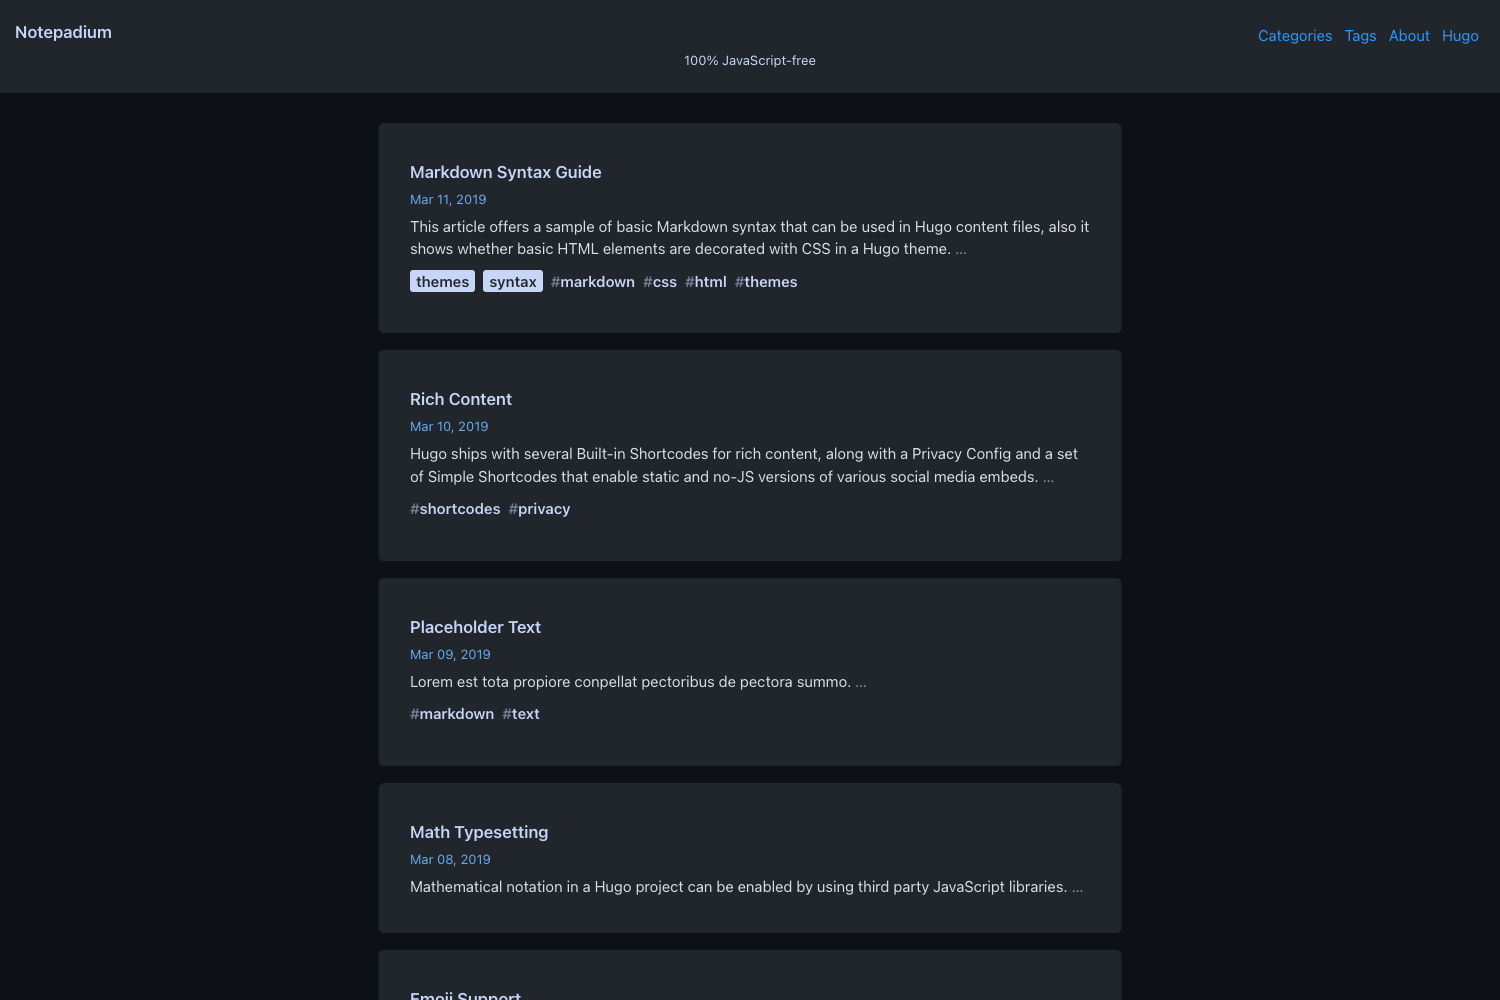 Notepadium
Categories Tags About Hugo
100% JavaScript-free
Markdown Syntax Guide
Mar 11, 2019
This article offers a sample of basic Markdown syntax that can be used in Hugo content files, also it
shows whether basic HTML elements are decorated with CSS in a Hugo theme. ...
themes syntax #markdown #css #html #themes
Rich Content
Mar 10, 2019
Hugo ships with several Built-in Shortcodes for rich content, along with a Privacy Config and a set
of Simple Shortcodes that enable static and no-JS versions of various social media embeds. ...
#shortcodes #privacy
Placeholder Text
Mar 09, 2019
Lorem est tota propiore conpellat pectoribus de pectora summo. ...
#markdown #text
Math Typesetting
Mar 08, 2019
Mathematical notation in a Hugo project can be enabled by using third party JavaScript libraries. ...
Emoji Support